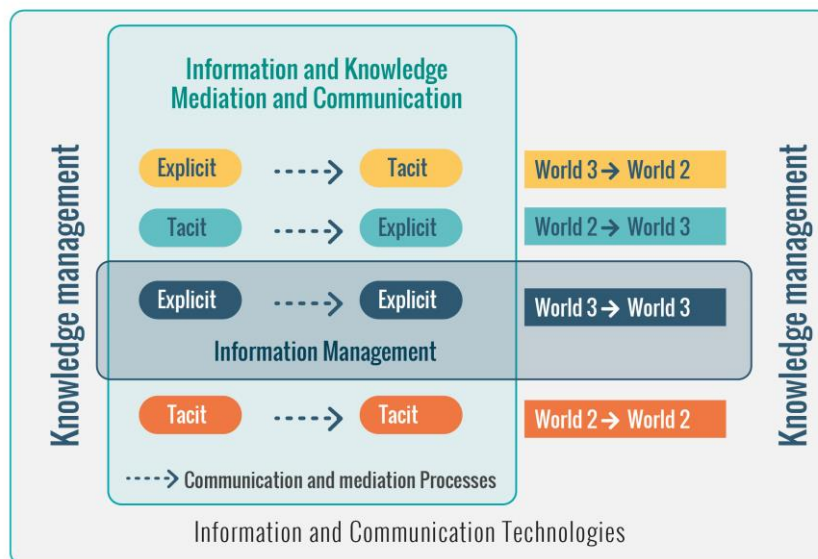 Information and Knowledge
Mediation and Communication
Knowledge management
Explicit Tacit World 3 → World 2
Tacit Explicit World 2 → World 3
Explicit Explicit World 3 → World 3
Information Management
Tacit Tacit World 2 → World 2
Communication and mediation Processes
Knowledge management
Information and Communication Technologies